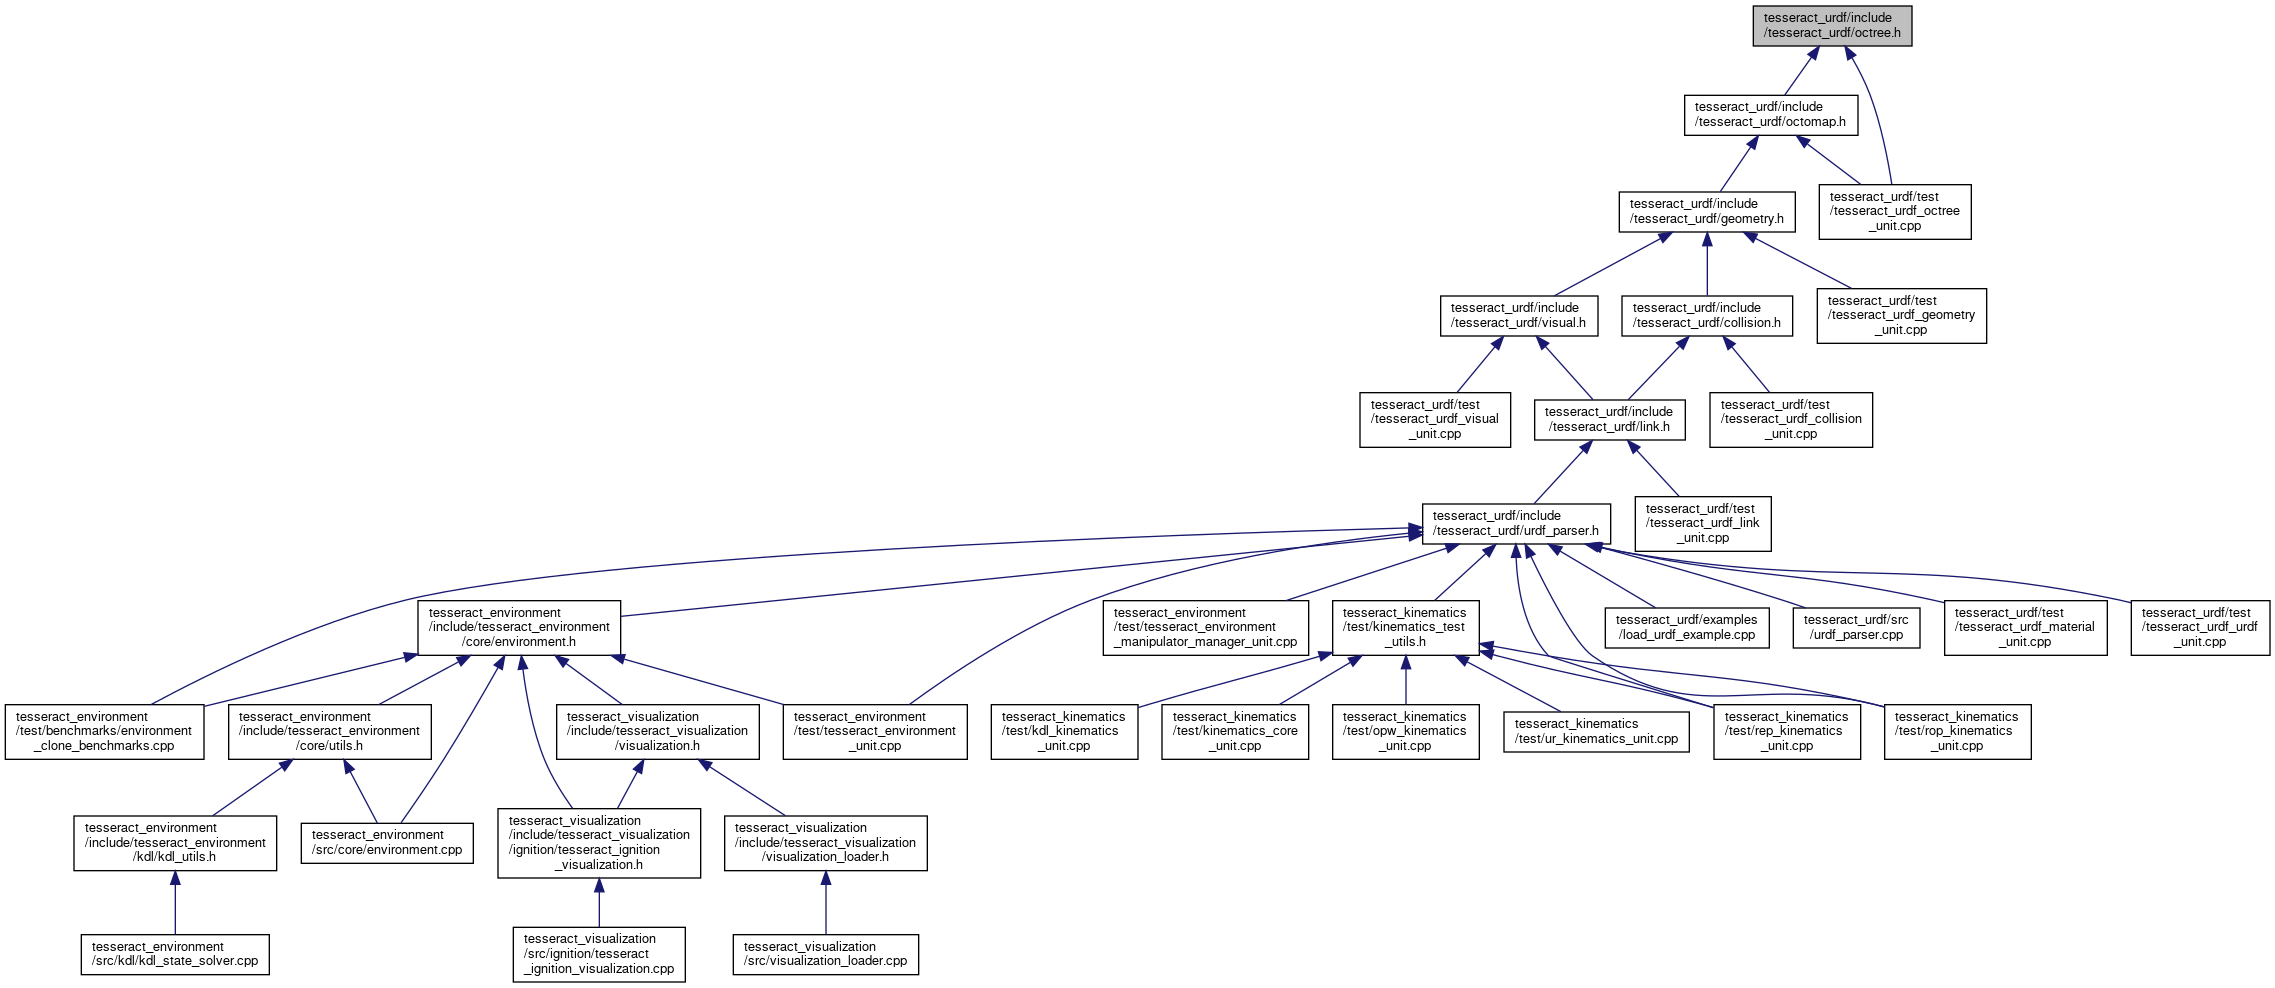 tesseract_urdf/include
/tesseract_urdf/octree.h
tesseract_urdf/include
/tesseract_urdf/octomap.h
tesseract_urdf/include
/tesseract_urdf/geometry.h
tesseract_urdf/test
/tesseract_urdf_octree
_unit.cpp
tesseract_urdf/include
/tesseract_urdf/visual.h
tesseract_urdf/include
/tesseract_urdf/collision.h
tesseract_urdf/test
/tesseract_urdf_geometry
_unit.cpp
tesseract_urdf/test
/tesseract_urdf_visual
_unit.cpp
tesseract_urdf/include
/tesseract_urdf/link.h
tesseract_urdf/test
/tesseract_urdf_collision
_unit.cpp
tesseract_urdf/include
/tesseract_urdf/urdf_parser.h
tesseract_urdf/test
/tesseract_urdf_link
_unit.cpp
tesseract_environment
/include/tesseract_environment
/core/environment.h
tesseract_environment
/test/tesseract_environment
_manipulator_manager_unit.cpp
tesseract_kinematics
/test/kinematics_test
_utils.h
tesseract_urdf/examples
/load_urdf_example.cpp
tesseract_urdf/src
/urdf_parser.cpp
tesseract_urdf/test
/tesseract_urdf_material
_unit.cpp
tesseract_urdf/test
/tesseract_urdf_urdf
_unit.cpp
tesseract_environment
/test/benchmarks/environment
_clone_benchmarks.cpp
tesseract_environment
/include/tesseract_environment
/core/utils.h
tesseract_visualization
/include/tesseract_visualization
/visualization.h
tesseract_environment
/test/tesseract_environment
_unit.cpp
tesseract_kinematics
/test/kdl_kinematics
_unit.cpp
tesseract_kinematics
/test/kinematics_core
_unit.cpp
tesseract_kinematics
/test/opw_kinematics
_unit.cpp
tesseract_kinematics
/test/ur_kinematics_unit.cpp
tesseract_kinematics
/test/rep_kinematics
_unit.cpp
tesseract_kinematics
/test/rop_kinematics
_unit.cpp
tesseract_environment
/include/tesseract_environment
/kdl/kdl_utils.h
tesseract_environment
/src/core/environment.cpp
tesseract_visualization
/include/tesseract_visualization
/ignition/tesseract_ignition
_visualization.h
tesseract_visualization
/include/tesseract_visualization
/visualization_loader.h
tesseract_environment
/src/kdl/kdl_state_solver.cpp
tesseract_visualization
/src/ignition/tesseract
_ignition_visualization.cpp
tesseract_visualization
/src/visualization_loader.cpp